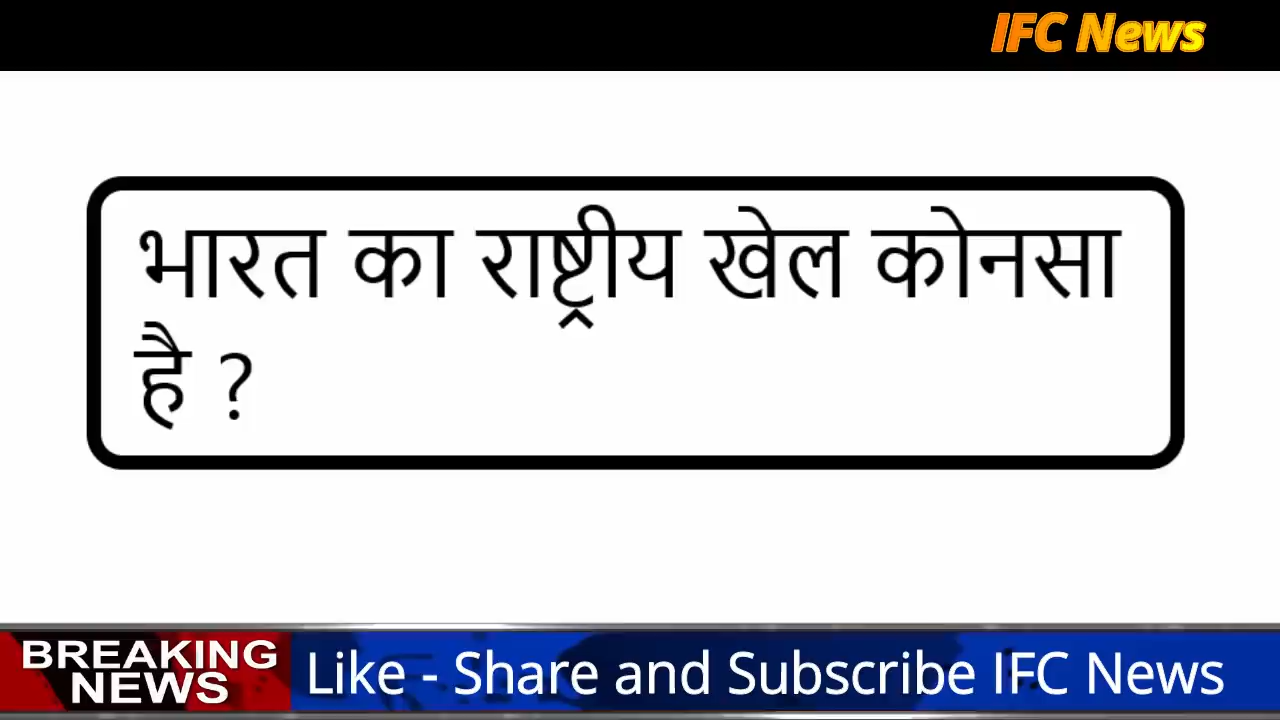 IFC News
भारत का राष्ट्रीय खेल कोनसा
है ?
BREAKING
NEWS
Like - Share and Subscribe IFC News